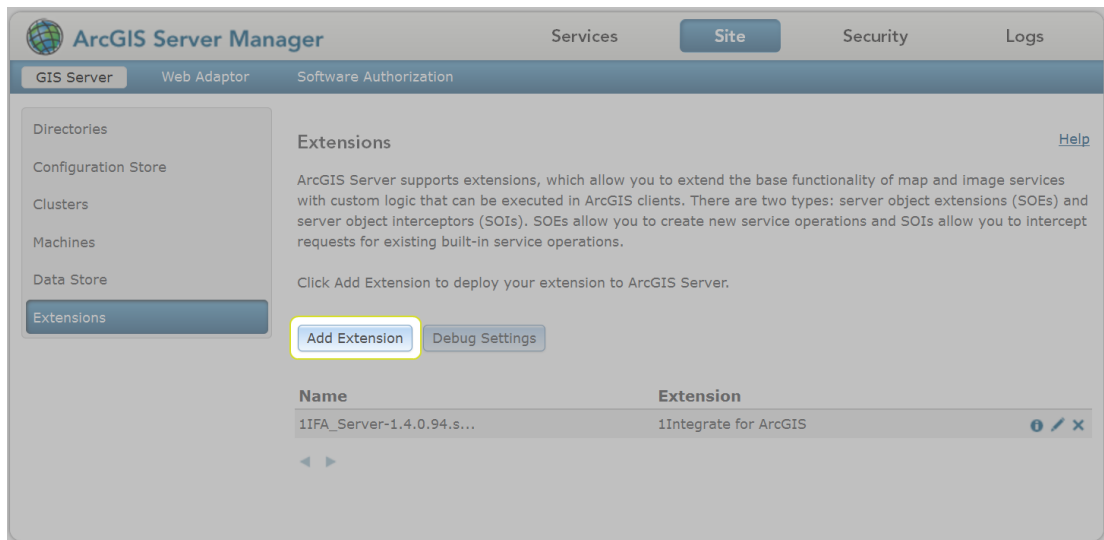 ArcGIS Server Manager
Services
Site
Security
Logs
GIS Server
Web Adaptor
Software Authorization
Directories
Configuration Store
Clusters
Machines
Data Store
Extensions
Extensions
Help
ArcGIS Server supports extensions, which allow you to extend the base functionality of map and image services
with custom logic that can be executed in ArcGIS clients. There are two types: server object extensions (SOEs) and
server object interceptors (SOIs). SOEs allow you to create new service operations and SOIs allow you to intercept
requests for existing built-in service operations.
Click Add Extension to deploy your extension to ArcGIS Server.
Add Extension
Debug Settings
Name
Extension
1IFA_Server-1.4.0.94.s...
1Integrate for ArcGIS